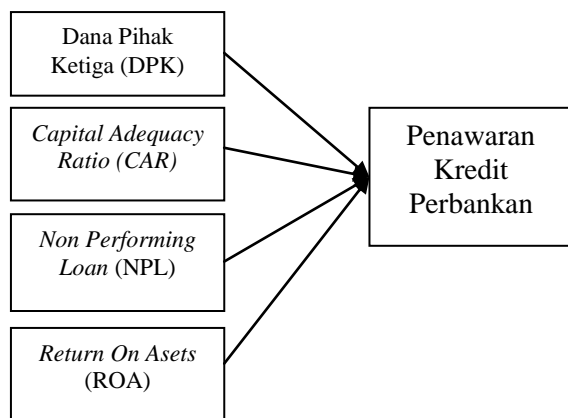 Dana Pihak
Ketiga (DPK)
Capital Adequacy
Ratio (CAR)
Non Performing
Loan (NPL)
Return On Asets
(ROA)
Penawaran
Kredit
Perbankan